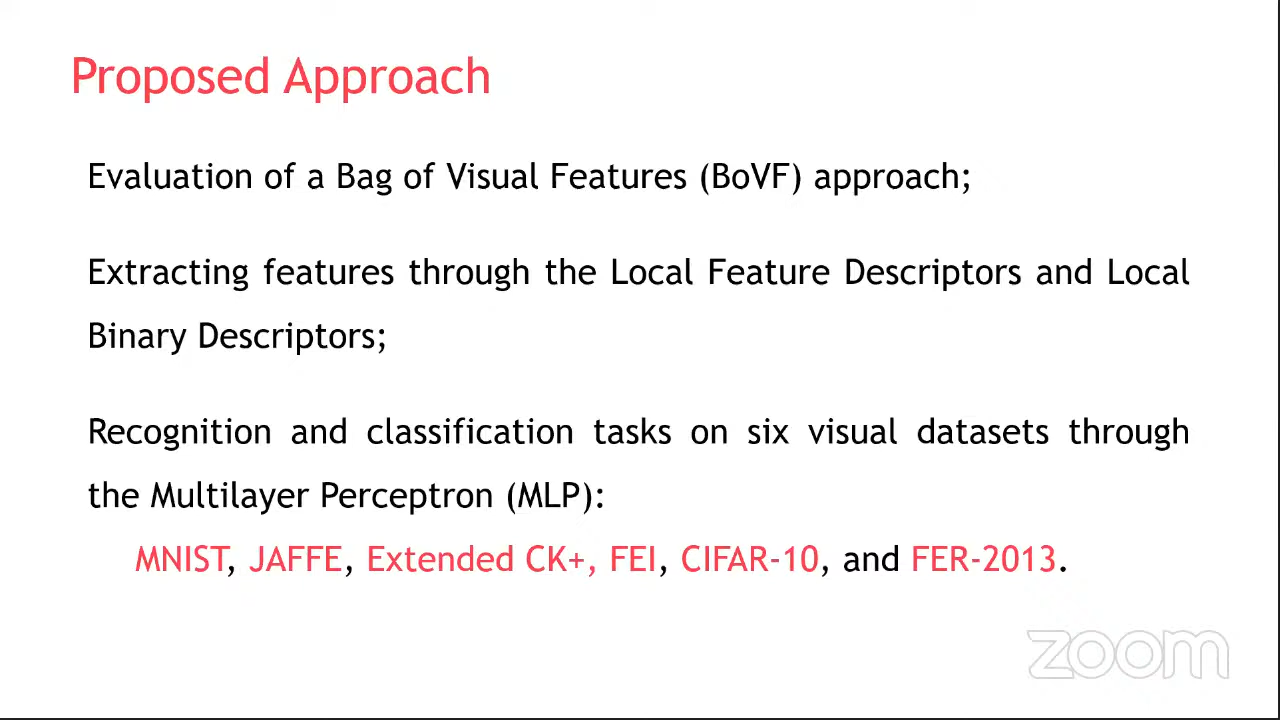 Proposed Approach
Evaluation of a Bag of Visual Features (BoVF) approach;
Extracting features through the Local Feature Descriptors and Local
Binary Descriptors;
Recognition and classification tasks on six visual datasets through
the Multilayer Perceptron (MLP):
MNIST, JAFFE, Extended CK+, FEI, CIFAR-10, and FER-2013.
zoom